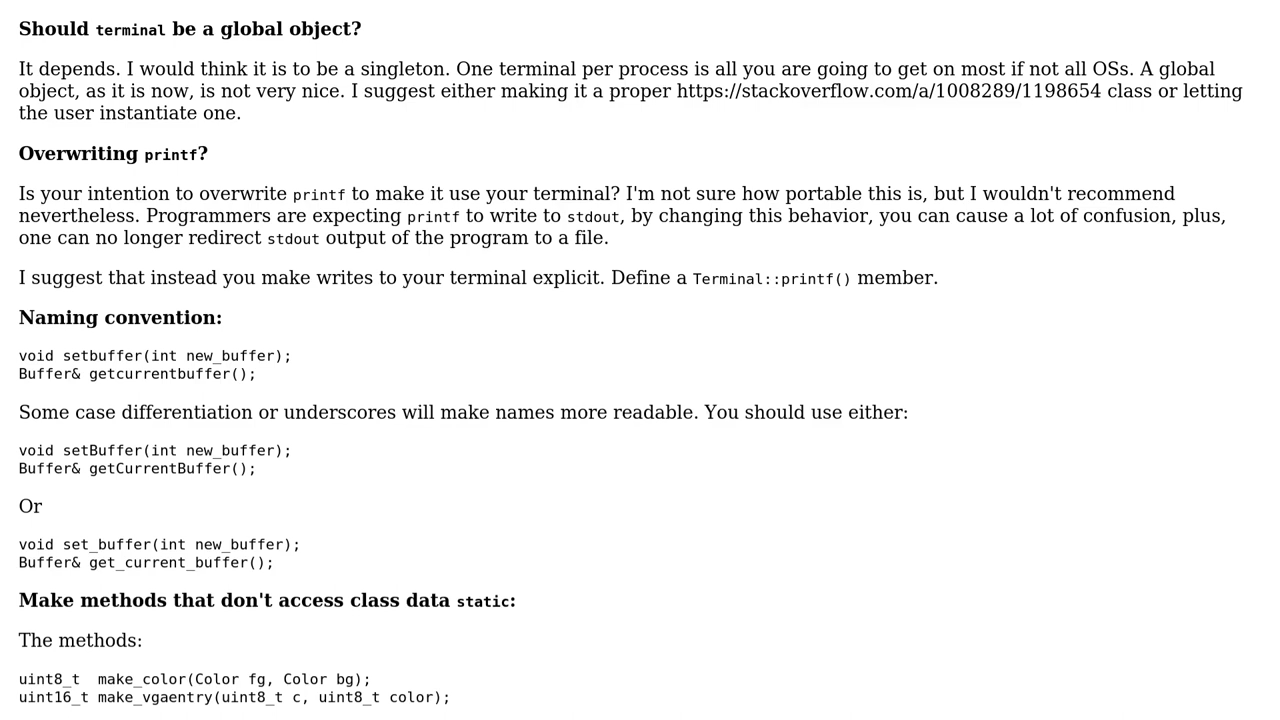 Should terminal be a global object?
It depends. I would think it is to be a singleton. One terminal per process is all you are going to get on most if not all OSs. A global
object, as it is now, is not very nice. I suggest either making it a proper https://stackoverflow.com/a/1008289/1198654 class or letting
the user instantiate one.
Overwriting printf?
Is your intention to overwrite printf to make it use your terminal? I'm not sure how portable this is, but I wouldn't recommend
nevertheless. Programmers are expecting printf to write to stdout, by changing this behavior, you can cause a lot of confusion, plus,
one can no longer redirect stdout output of the program to a file.
I suggest that instead you make writes to your terminal explicit. Define a Terminal::printf() member.
Naming convention:
void setbuffer(int new_buffer);
Buffer& getcurrentbuffer();
Some case differentiation or underscores will make names more readable. You should use either:
void setBuffer(int new_buffer);
Buffer& getCurrentBuffer();
Or
void set_buffer(int new_buffer);
Buffer& get_current_buffer();
Make methods that don't access class data static:
The methods:
uint8_t  make_color(Color fg, Color bg);
uint16_t make_vgaentry(uint8_t c, uint8_t color);